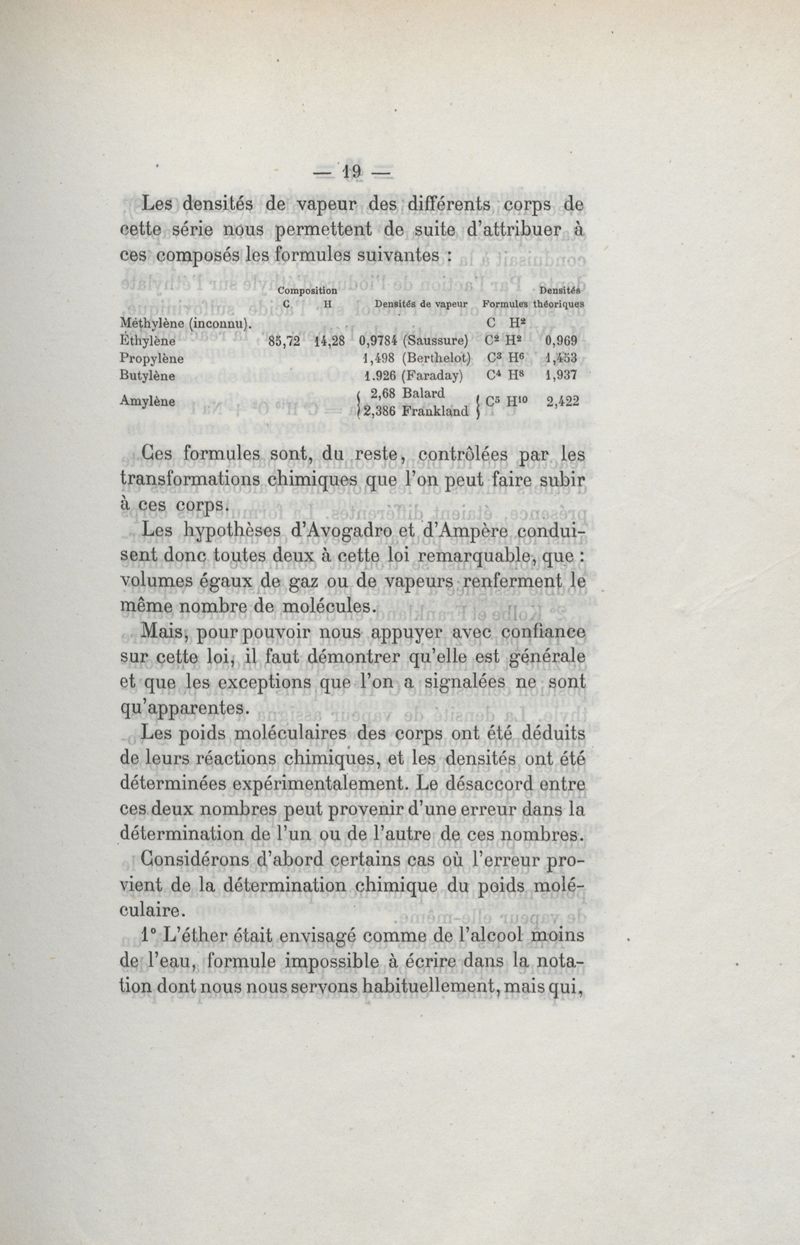 — 19 —
Les densités de vapeur des différents corps de
cette série nous permettent de suite d'attribuer à
ces composés les formules suivantes :
Composition Densités
C H Densités de vapeur Formules théoriques
Méthylène (inconnu). C H²
Éthylène 85,72 14,28 0,9784 (Saussure) C² H² 0,969
Propylène 1,498 (Berthelot) C³ H⁶ 1,453
Butylène 1.926 (Faraday) C⁴ H⁸ 1,937
Amylène { 2,68 Balard
2,386 Frankland } C⁵ H¹⁰ 2,422
Ces formules sont, du reste, contrôlées par les
transformations chimiques que l'on peut faire subir
à ces corps.
Les hypothèses d'Avogadro et d'Ampère condui-
sent donc toutes deux à cette loi remarquable, que :
volumes égaux de gaz ou de vapeurs renferment le
même nombre de molécules.
Mais, pour pouvoir nous appuyer avec confiance
sur cette loi, il faut démontrer qu'elle est générale
et que les exceptions que l'on a signalées ne sont
qu'apparentes.
Les poids moléculaires des corps ont été déduits
de leurs réactions chimiques, et les densités ont été
déterminées expérimentalement. Le désaccord entre
ces deux nombres peut provenir d'une erreur dans la
détermination de l'un ou de l'autre de ces nombres.
Considérons d'abord certains cas où l'erreur pro-
vient de la détermination chimique du poids molé-
culaire.
1° L'éther était envisagé comme de l'alcool moins
de l'eau, formule impossible à écrire dans la nota-
tion dont nous nous servons habituellement, mais qui,